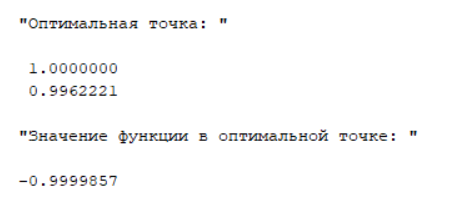 "Оптимальная точка: "
1.0000000
0.9962221
"Значение функции в оптимальной точке: "
-0.9999857